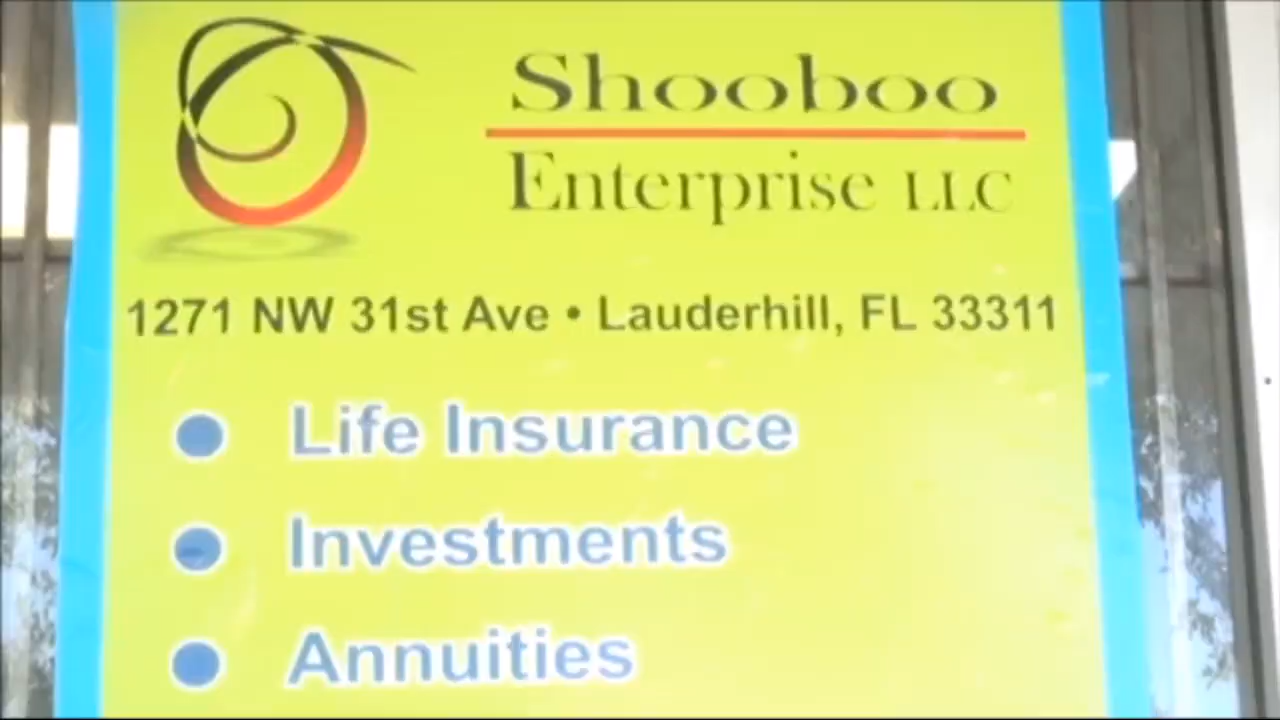 Shooboo
Enterprise LLC
1271 NW 31st Ave • Lauderhill, FL 33311
• Life Insurance
• Investments
• Annuities